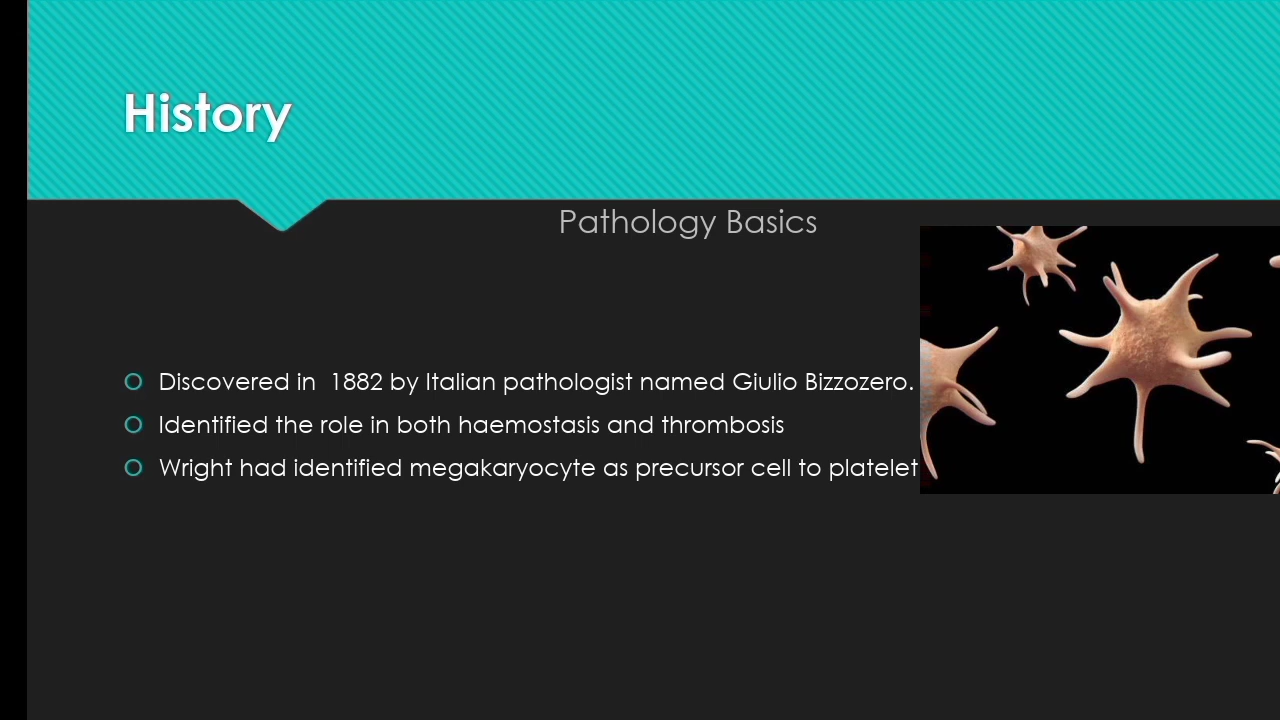 History
Pathology Basics
Discovered in  1882 by Italian pathologist named Giulio Bizzozero.
Identified the role in both haemostasis and thrombosis
Wright had identified megakaryocyte as precursor cell to platelet